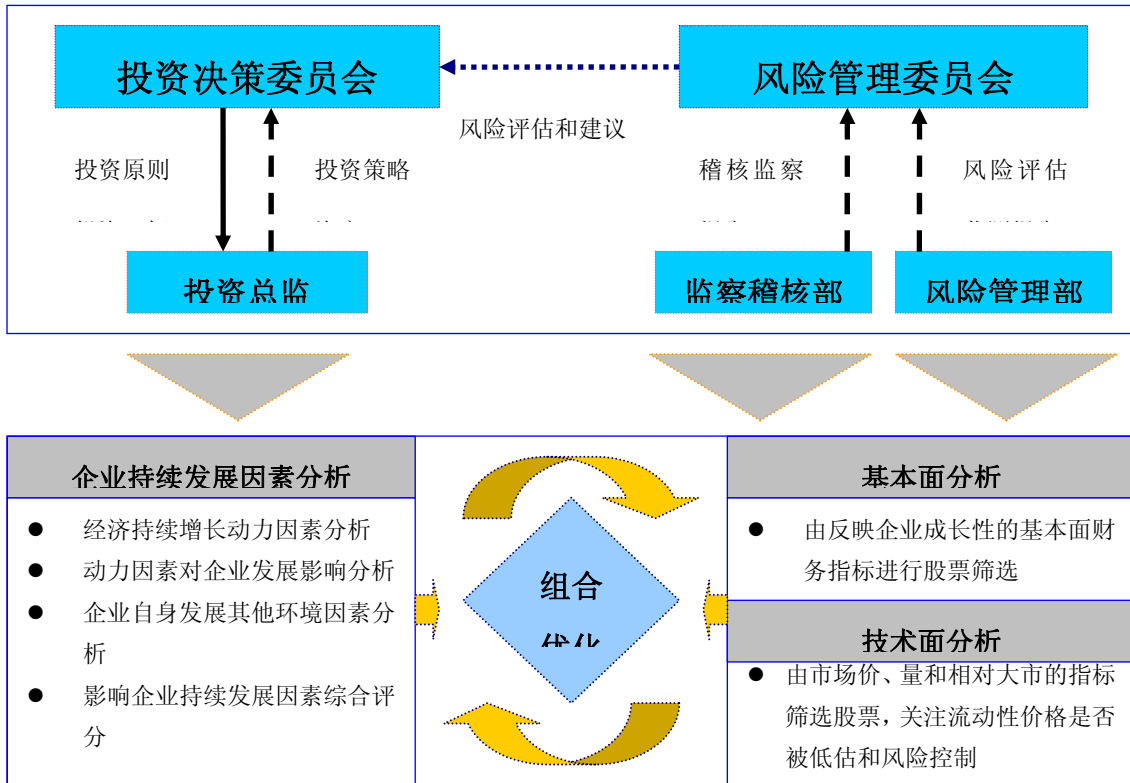 投资决策委员会
风险管理委员会
风险评估和建议
投资原则
投资策略
稽核监察
风险评估
投资总监
监察稽核部
风险管理部
企业持续发展因素分析
● 经济持续增长动力因素分析
● 动力因素对企业发展影响分析
● 企业自身发展其他环境因素分
析
● 影响企业持续发展因素综合评
分
组合
优化
基本面分析
● 由反映企业成长性的基本面财
务指标进行股票筛选
技术面分析
● 由市场价、量和相对大市的指标
筛选股票，关注流动性价格是否
被低估和风险控制